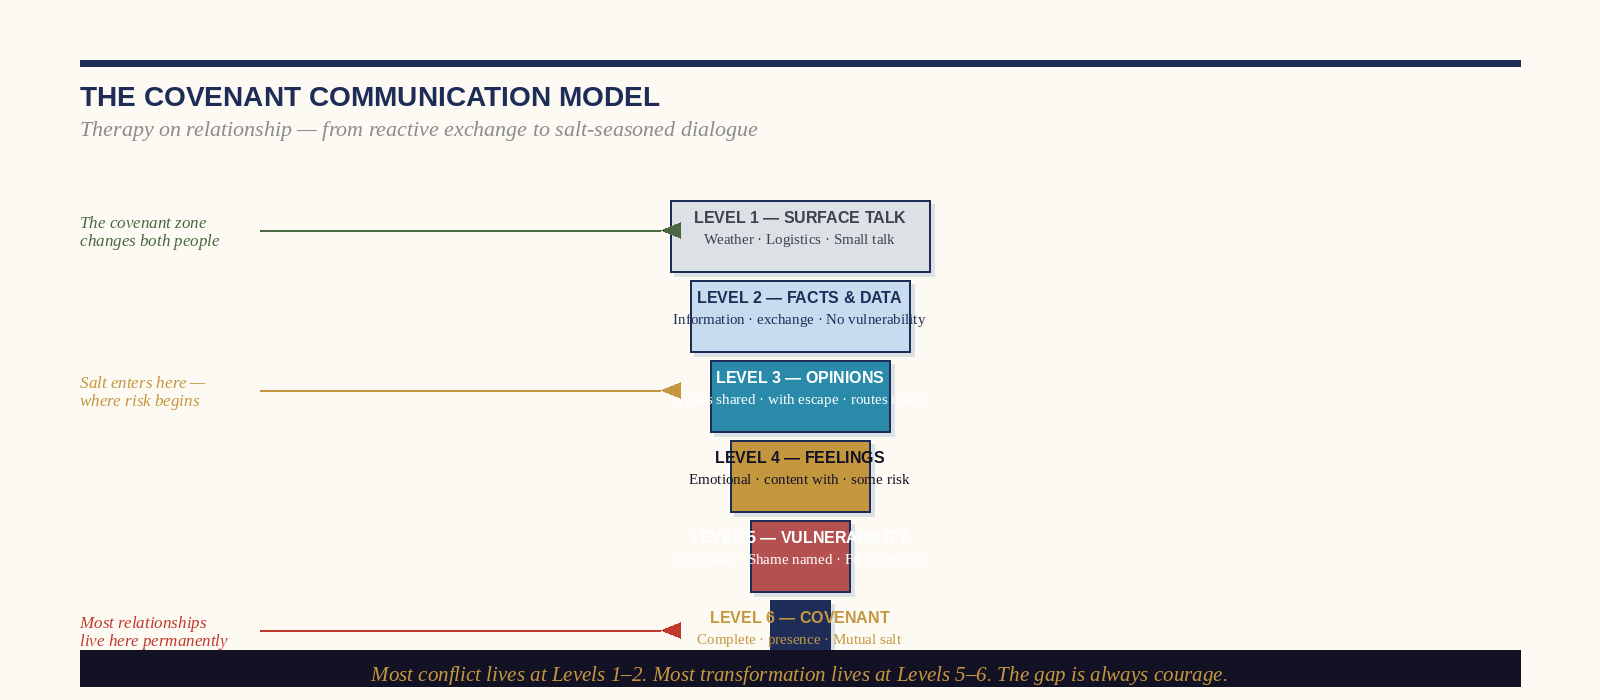 THE COVENANT COMMUNICATION MODEL
Therapy on relationship — from reactive exchange to salt-seasoned dialogue
The covenant zone
changes both people
LEVEL 1 — SURFACE TALK
Weather · Logistics · Small talk
LEVEL 2 — FACTS & DATA
Information · exchange · No vulnerability
Salt enters here —
where risk begins
LEVEL 3 — OPINIONS
shared · with escape · routes
LEVEL 4 — FEELINGS
Emotional · content with · some risk
LEVEL 5 — VULNERABILITY
Shame named ·
Most relationships
live here permanently
LEVEL 6 — COVENANT
Complete · presence · Mutual salt
Most conflict lives at Levels 1–2. Most transformation lives at Levels 5–6. The gap is always courage.